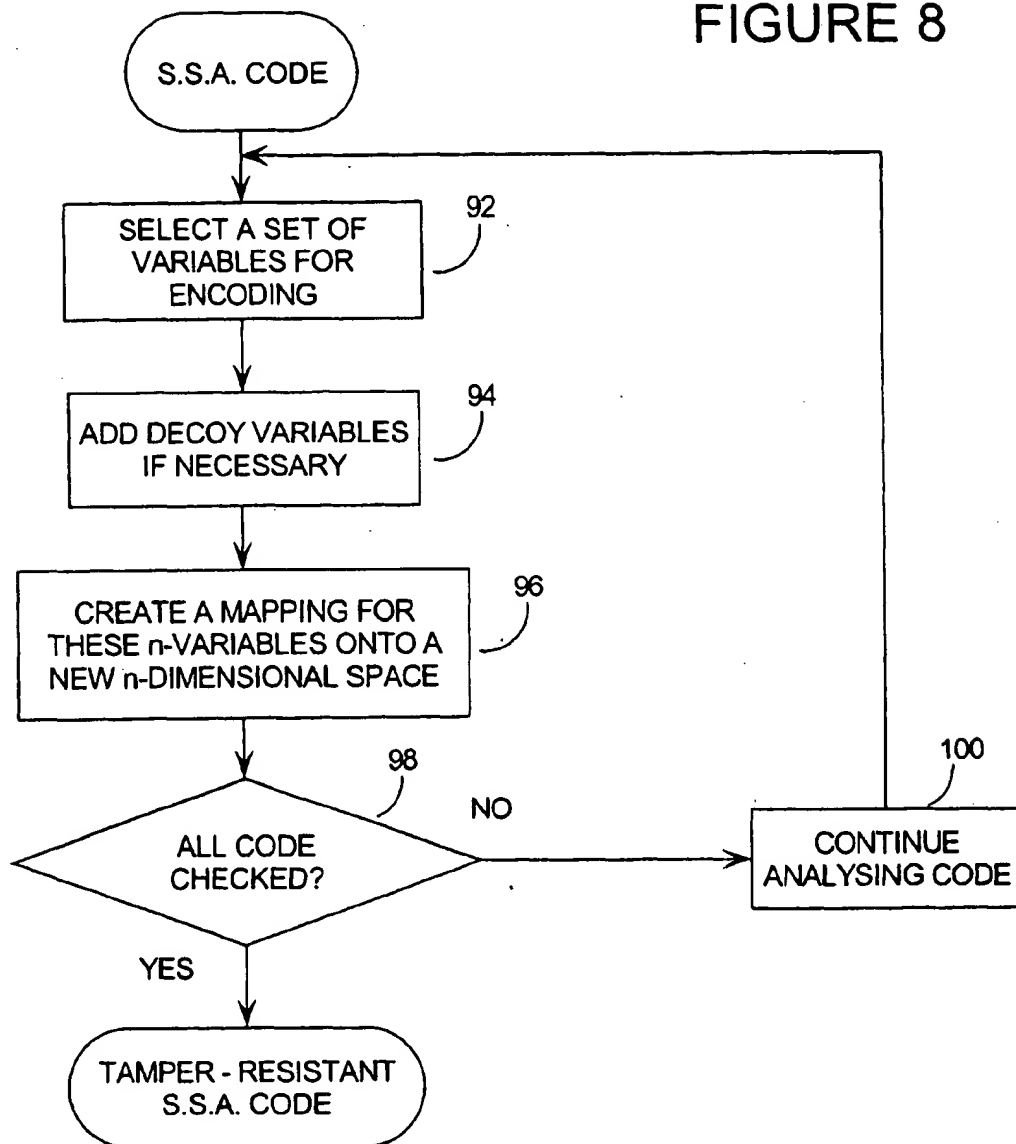 FIGURE 8
S.S.A. CODE
SELECT A SET OF
VARIABLES FOR
ENCODING
92
ADD DECOY VARIABLES
IF NECESSARY
94
CREATE A MAPPING FOR
THESE n-VARIABLES ONTO A
NEW n-DIMENSIONAL SPACE
96
ALL CODE
CHECKED?
98
NO
CONTINUE
ANALYSING CODE
100
YES
TAMPER - RESISTANT
S.S.A. CODE